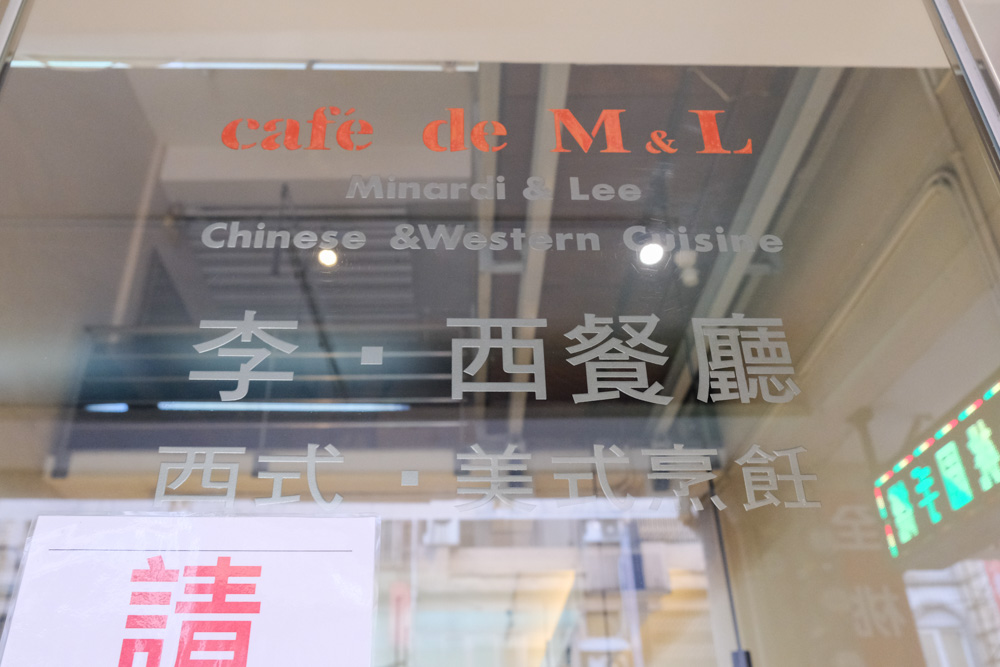 café de M & L
Minardi & Lee
Chinese &Western Cuisine
李·西餐廳
西式·美式烹飪
請